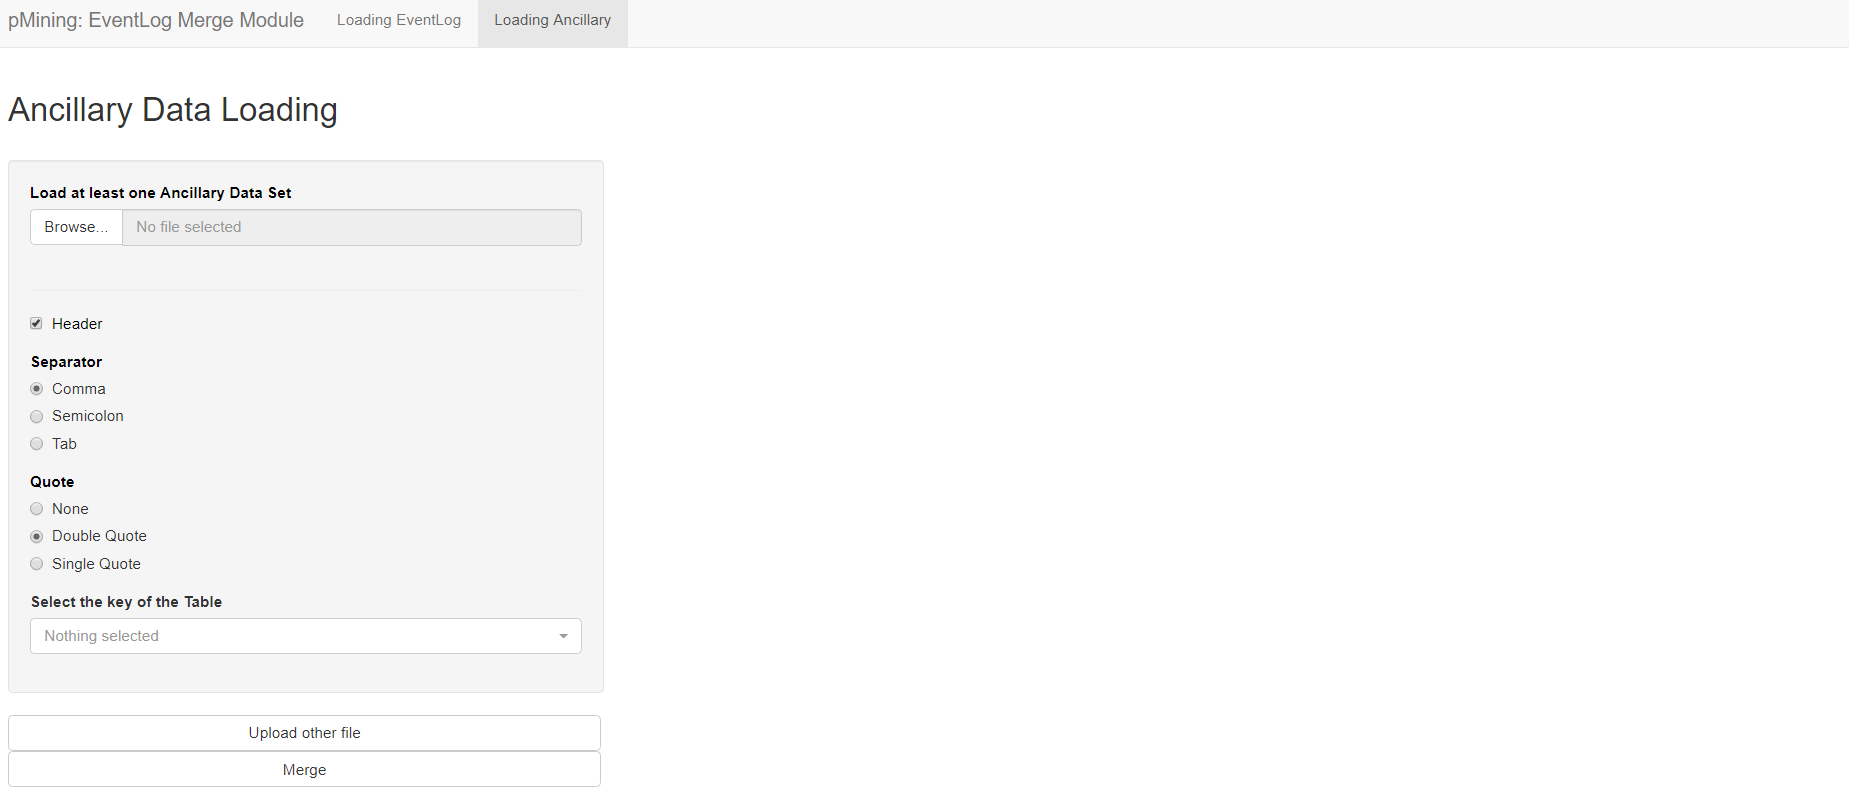 pMining: EventLog Merge Module Loading EventLog Loading Ancillary
Ancillary Data Loading
Load at least one Ancillary Data Set
Browse... No file selected
Header
Separator
Comma
Semicolon
Tab
Quote
None
Double Quote
Single Quote
Select the key of the Table
Nothing selected
Upload other file
Merge